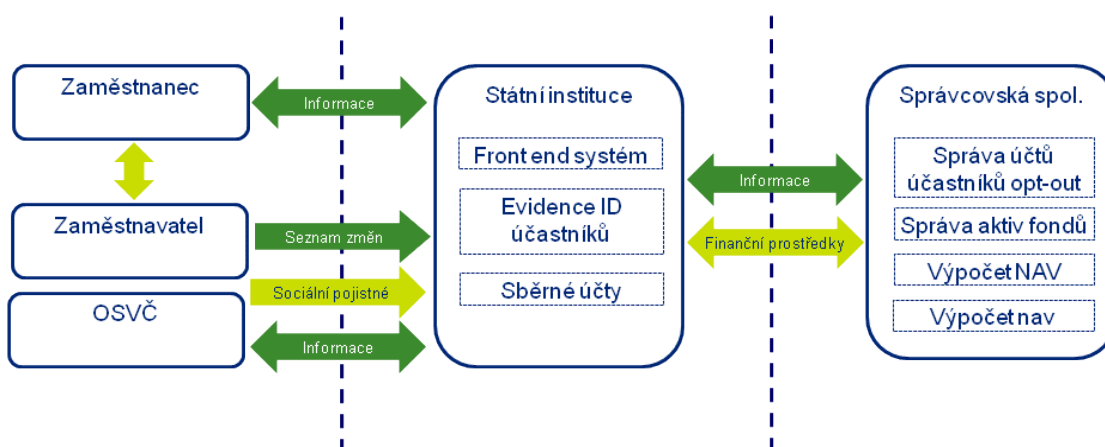 Zaměstnanec
Zaměstnavatel
OSVČ
Informace
Seznam změn
Sociální pojistné
Informace
Státní instituce
Front end systém
Evidence ID
účastníků
Sběrné účty
Informace
Finanční prostředky
Správcovská spol.
Správa účtů
účastníků opt-out
Správa aktiv fondů
Výpočet NAV
Výpočet nav